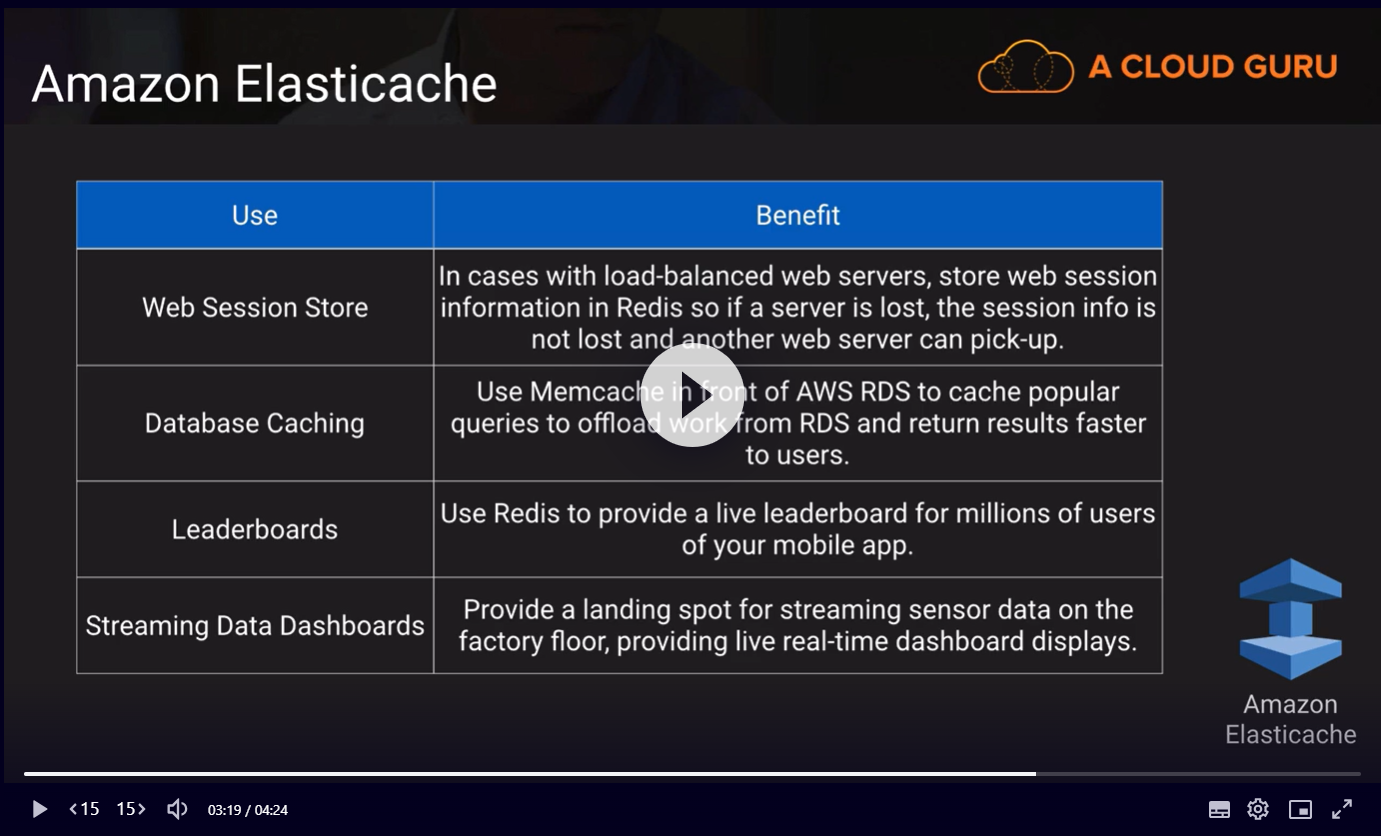 Amazon Elasticache
A CLOUD GURU
Use
Benefit
Web Session Store
In cases with load-balanced web servers, store web session
information in Redis so if a server is lost, the session info is
not lost and another web server can pick-up.
Database Caching
Use Memcache in front of AWS RDS to cache popular
queries to offload work from RDS and return results faster
to users.
Leaderboards
Use Redis to provide a live leaderboard for millions of users
of your mobile app.
Streaming Data Dashboards
Provide a landing spot for streaming sensor data on the
factory floor, providing live real-time dashboard displays.
Amazon
Elasticache
<15 15> 03:19 / 04:24